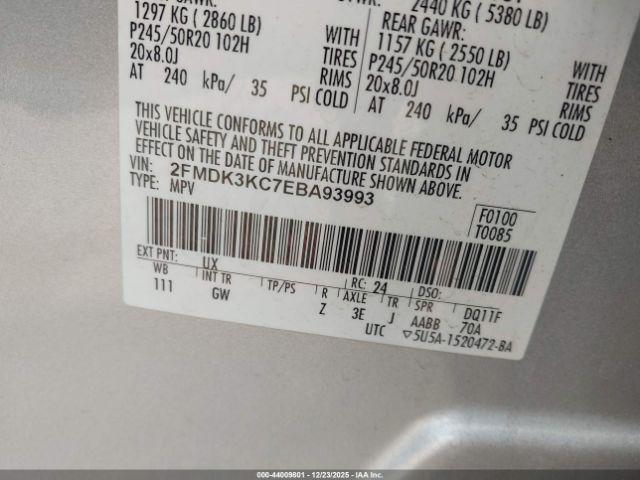 GAWR: 2440 KG ( 5380 LB)
1297 KG ( 2860 LB) REAR GAWR:
P245/50R20 102H WITH 1157 KG ( 2550 LB)
20x8.0J TIRES P245/50R20 102H WITH
RIMS 20x8.0J TIRES
AT 240 kPa/ 35 PSI COLD RIMS
AT 240 kPa/ 35 PSI COLD
THIS VEHICLE CONFORMS TO ALL APPLICABLE FEDERAL MOTOR
VEHICLE SAFETY AND THEFT PREVENTION STANDARDS IN
EFFECT ON THE DATE OF MANUFACTURE SHOWN ABOVE.
VIN: 2FMDK3KC7EBA93993
TYPE: MPV
F0100
T0085
EXT PNT: UX RC: 24 DSO:
WB INT TR TP/PS R AXLE TR SPR DQ11F
111 GW Z 3E J AABB 70A
UTC ▽5U5A-1520472-BA
000-44009801 - 12/23/2025 - IAA Inc.